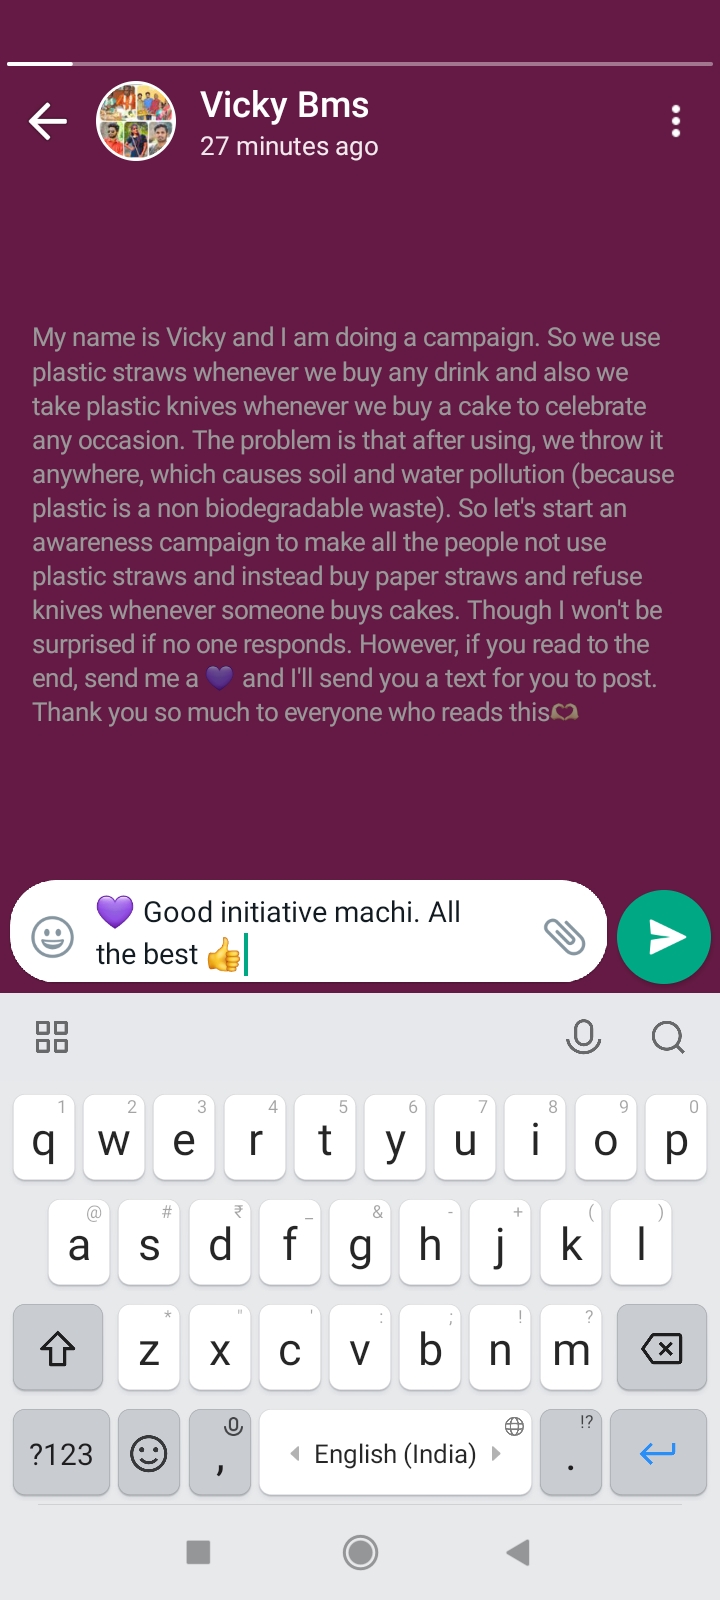 Vicky Bms
27 minutes ago
My name is Vicky and I am doing a campaign. So we use
plastic straws whenever we buy any drink and also we
take plastic knives whenever we buy a cake to celebrate
any occasion. The problem is that after using, we throw it
anywhere, which causes soil and water pollution (because
plastic is a non biodegradable waste). So let's start an
awareness campaign to make all the people not use
plastic straws and instead buy paper straws and refuse
knives whenever someone buys cakes. Though I won't be
surprised if no one responds. However, if you read to the
end, send me a 💜 and I'll send you a text for you to post.
Thank you so much to everyone who reads this🫶
💜 Good initiative machi. All
the best 👍
1 2 3 4 5 6 7 8 9 0
q w e r t y u i o p
@ # ₹ _ & - + ( )
a s d f g h j k l
* " ' : ; ! ?
z x c v b n m
!?
?123 , English (India) .